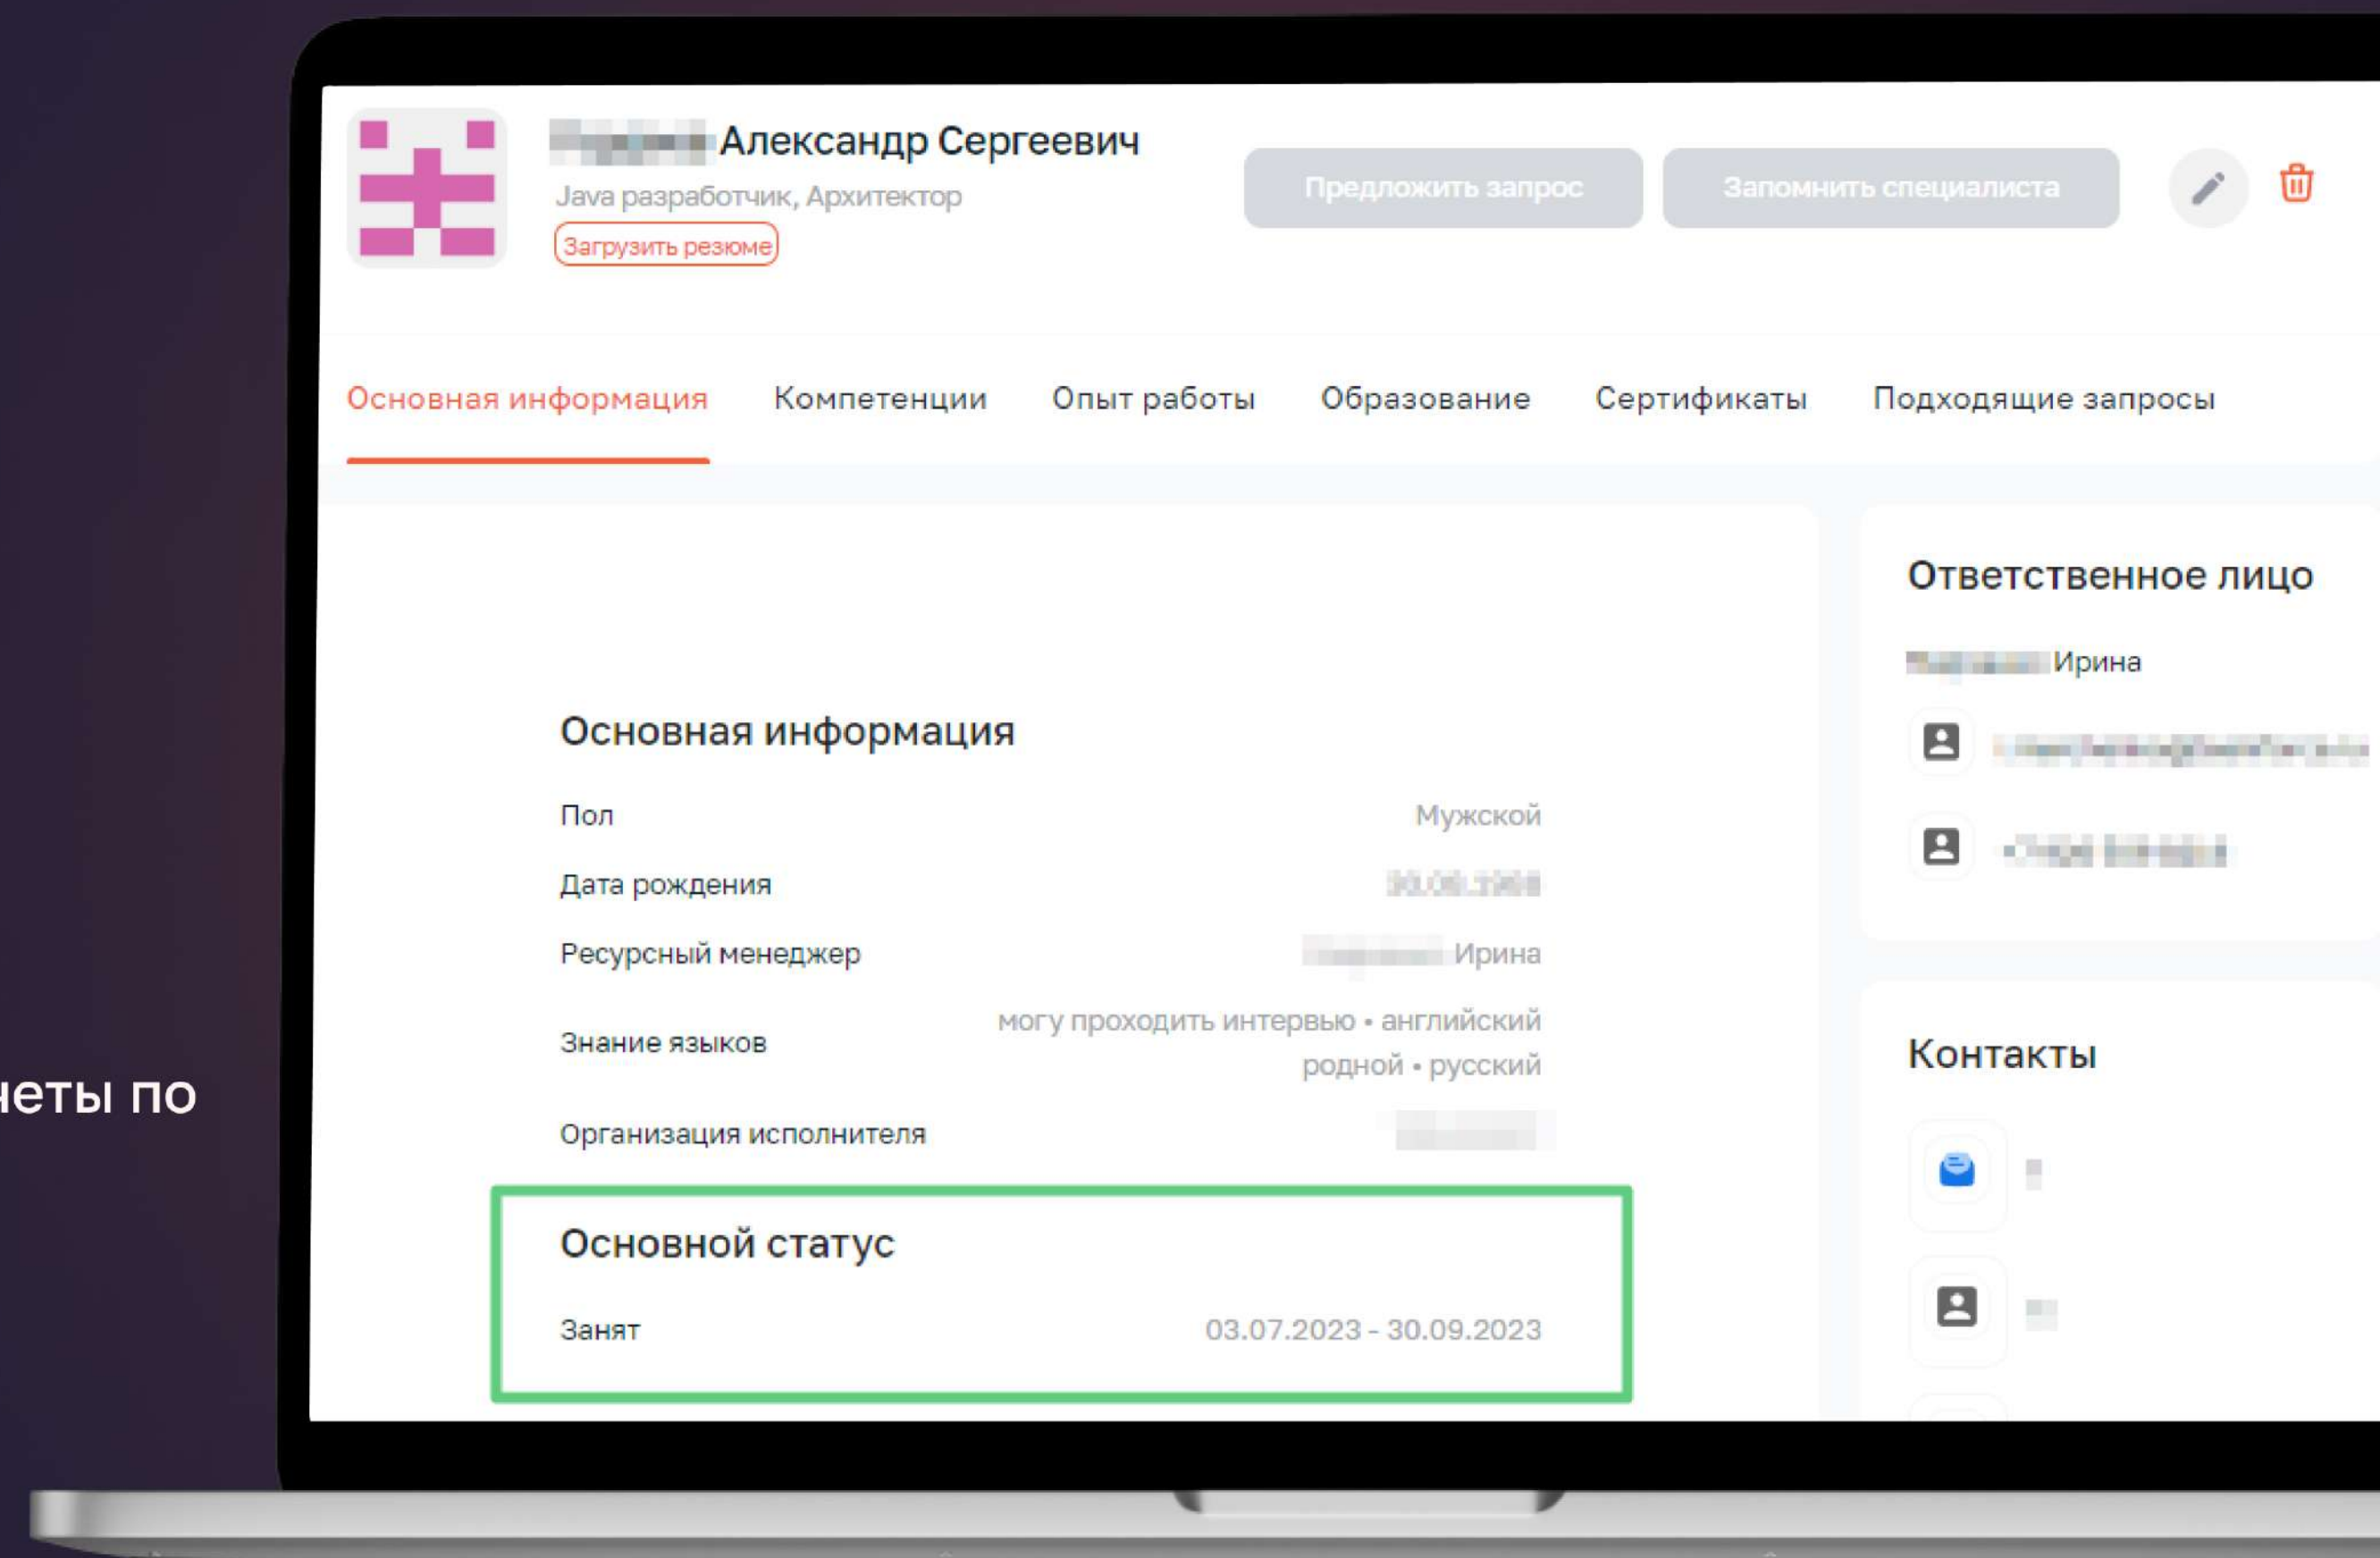 Александр Сергеевич
Java разработчик, Архитектор
Загрузить резюме
Предложить запрос
Запомнить специалиста
Основная информация
Компетенции
Опыт работы
Образование
Сертификаты
Подходящие запросы
Основная информация
Пол
Мужской
Дата рождения
Ресурсный менеджер
Ирина
Знание языков
могу проходить интервью • английский
родной • русский
Организация исполнителя
Основной статус
Занят
03.07.2023 - 30.09.2023
Ответственное лицо
Ирина
Контакты
четы по